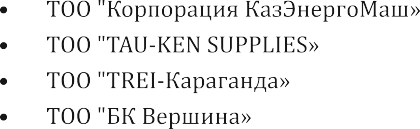 • ТОО "Корпорация КазЭнергоМаш»
• ТОО "TAU-KEN SUPPLIES»
• ТОО "TREI-Караганда»
• ТОО "БК Вершина»